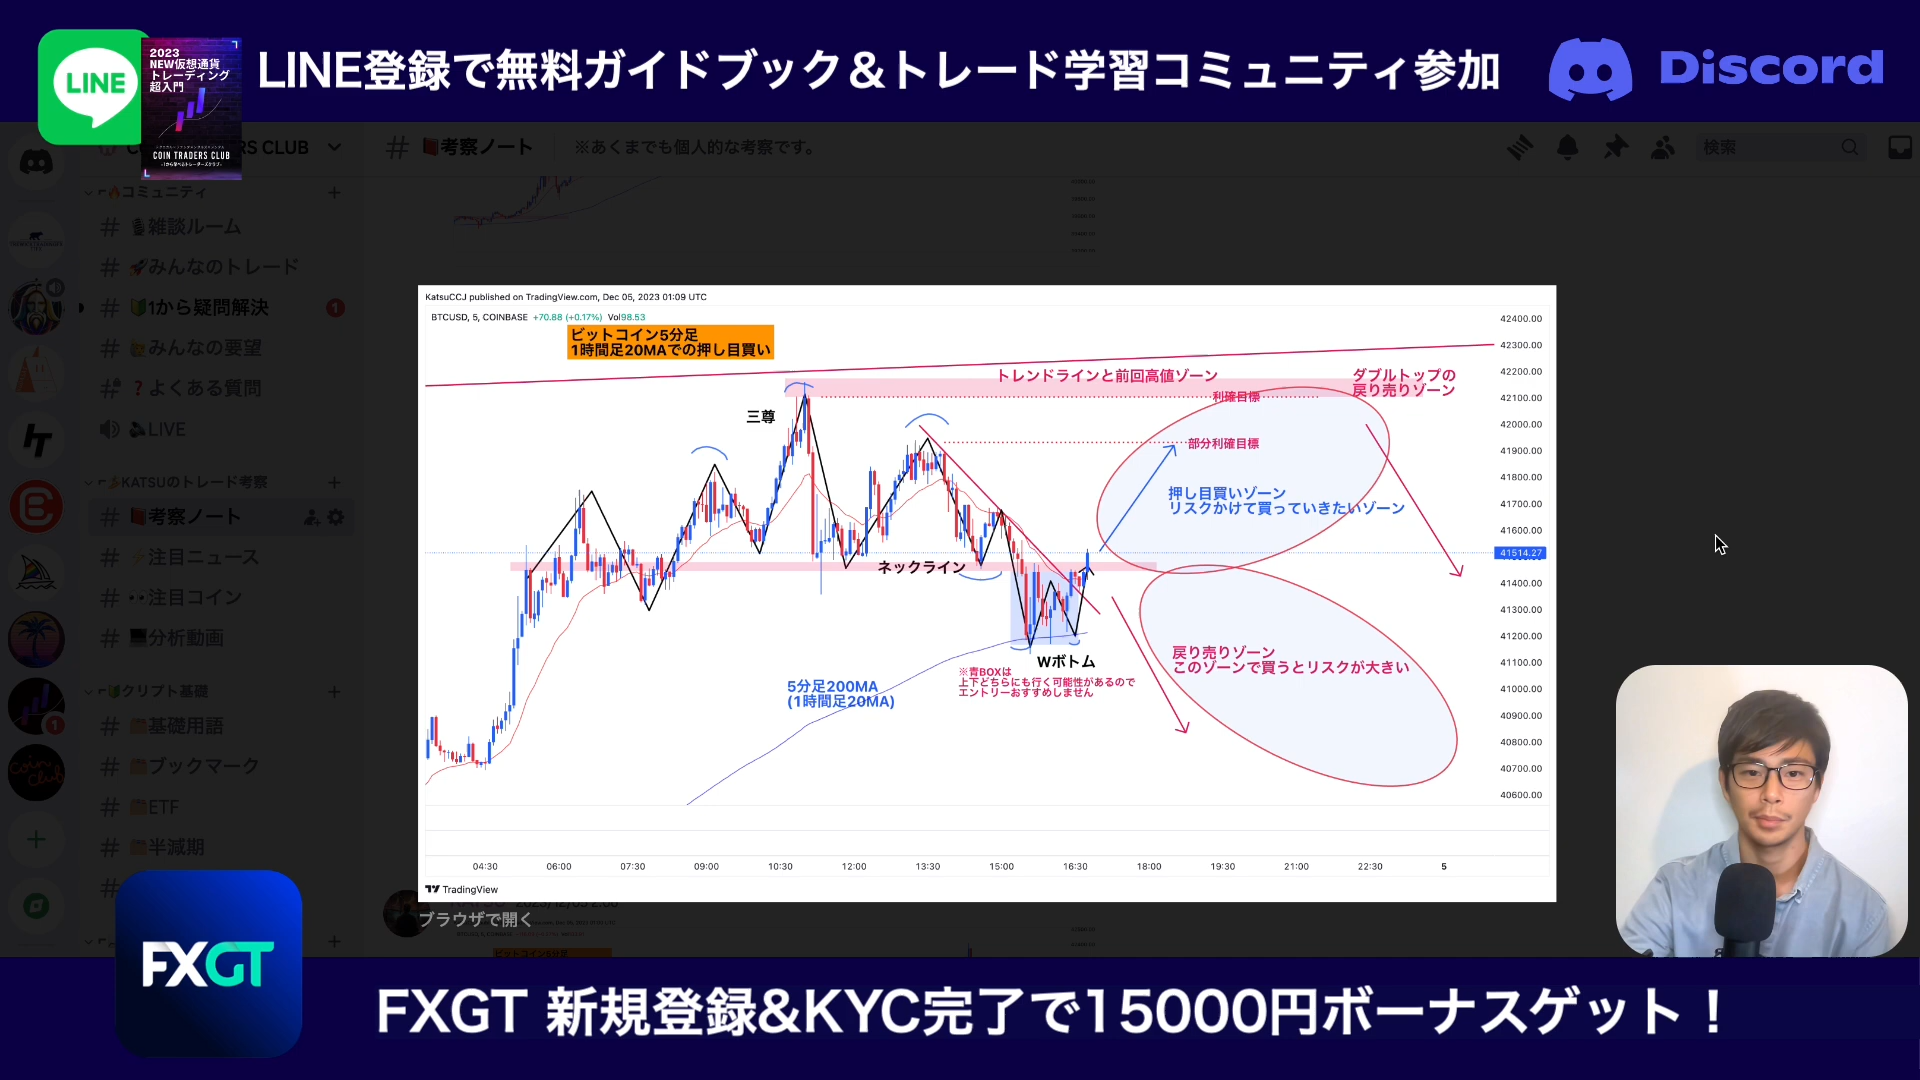 LINE
2023
NEW仮想通貨
トレーディング
超入門
COIN TRADERS CLUB
LINE登録で無料ガイドブック＆トレード学習コミュニティ参加
Discord
RS CLUB
# 📕考察ノート
※あくまでも個人的な考察です。
検索
コミュニティ
# 雑談ルーム
# みんなのトレード
# 1から疑問解決
1
# みんなの要望
# よくある質問
LIVE
KATSUのトレード考察
# 考察ノート
# 注目ニュース
# 注目コイン
# 分析動画
クリプト基礎
# 基礎用語
# ブックマーク
# ETF
# 半減期
1
KatsuCCJ published on TradingView.com, Dec 05, 2023 01:09 UTC
BTCUSD, 5, COINBASE +70.88 (+0.17%) Vol98.53
ビットコイン5分足
1時間足20MAでの押し目買い
トレンドラインと前回高値ゾーン
ダブルトップの
戻り売りゾーン
利確目標
三尊
部分利確目標
押し目買いゾーン
リスクかけて買っていきたいゾーン
ネックライン
Wボトム
※青BOXは
上下どちらにも行く可能性があるので
エントリーおすすめしません
5分足200MA
(1時間足20MA)
戻り売りゾーン
このゾーンで買うとリスクが大きい
42400.00
42300.00
42200.00
42100.00
42000.00
41900.00
41800.00
41700.00
41600.00
41514.27
41400.00
41300.00
41200.00
41100.00
41000.00
40900.00
40800.00
40700.00
40600.00
04:30 06:00 07:30 09:00 10:30 12:00 13:30 15:00 16:30 18:00 19:30 21:00 22:30 5
TradingView
ブラウザで開く
FXGT
FXGT 新規登録&KYC完了で15000円ボーナスゲット！